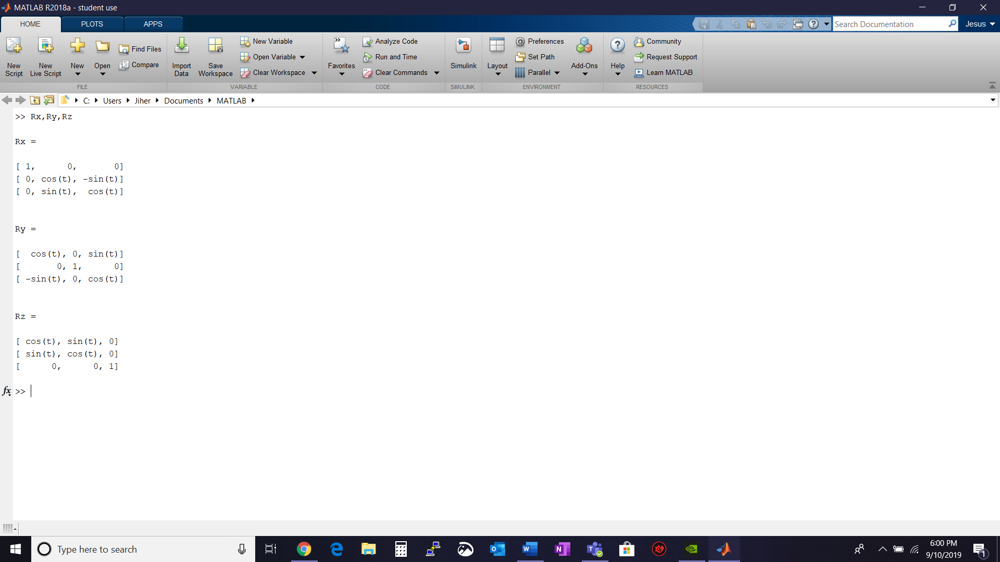 MATLAB R2018a - student use
HOME PLOTS APPS
Search Documentation
Jesus
New Script
New Live Script
New
Open
Find Files
Compare
FILE
Import Data
Save Workspace
New Variable
Open Variable
Clear Workspace
VARIABLE
Favorites
Analyze Code
Run and Time
Clear Commands
CODE
Simulink
SIMULINK
Layout
Preferences
Set Path
Parallel
Add-Ons
ENVIRONMENT
Help
Community
Request Support
Learn MATLAB
RESOURCES
C: Users Jiher Documents MATLAB
>> Rx,Ry,Rz
Rx =
[ 1,      0,       0]
[ 0, cos(t), -sin(t)]
[ 0, sin(t),  cos(t)]
Ry =
[  cos(t), 0, sin(t)]
[       0, 1,      0]
[ -sin(t), 0, cos(t)]
Rz =
[ cos(t), sin(t), 0]
[ sin(t), cos(t), 0]
[      0,      0, 1]
fx >>
Type here to search
6:00 PM
9/10/2019
1